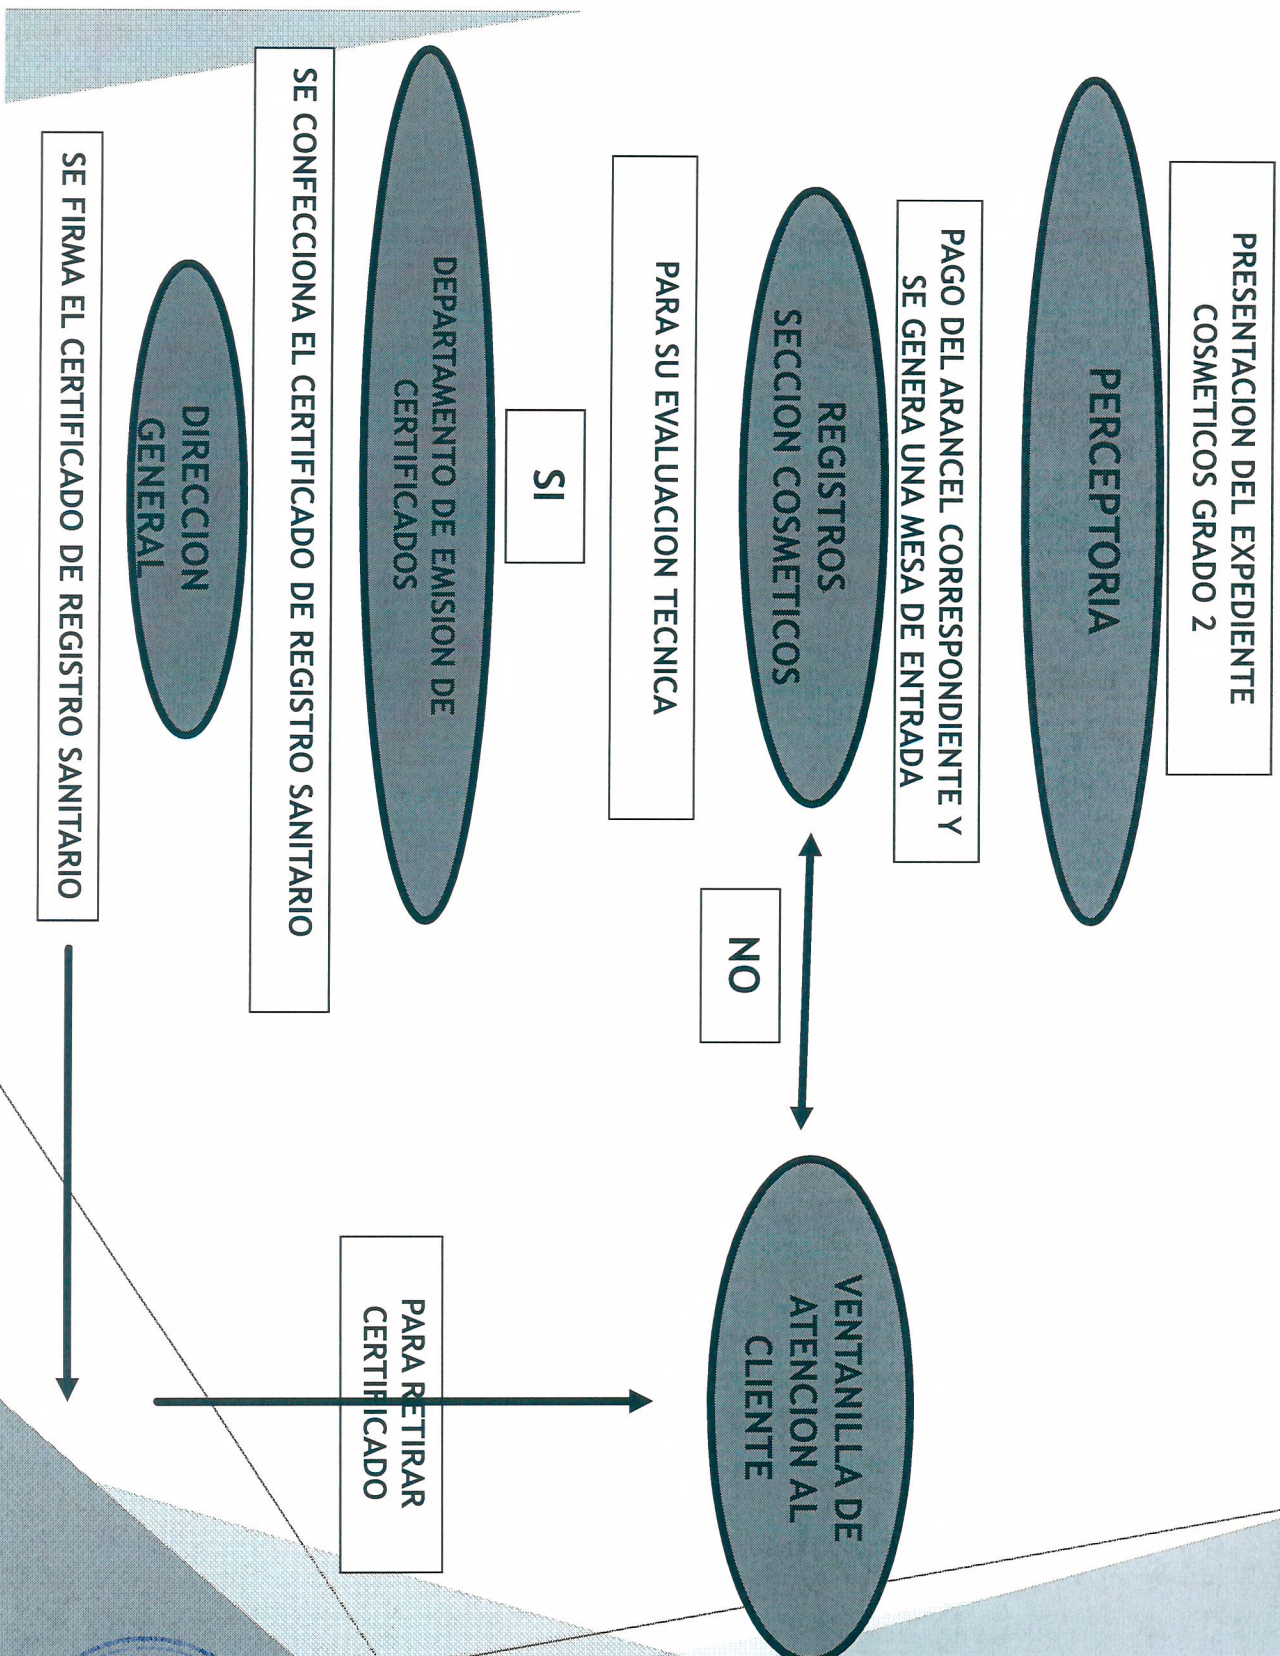 PRESENTACION DEL EXPEDIENTE
COSMETICOS GRADO 2
PERCEPTORIA
PAGO DEL ARANCEL CORRESPONDIENTE Y
SE GENERA UNA MESA DE ENTRADA
REGISTROS
SECCION COSMETICOS
NO
VENTANILLA DE
ATENCION AL
CLIENTE
PARA SU EVALUACION TECNICA
SI
DEPARTAMENTO DE EMISION DE
CERTIFICADOS
PARA RETIRAR
CERTIFICADO
SE CONFECCIONA EL CERTIFICADO DE REGISTRO SANITARIO
DIRECCION
GENERAL
SE FIRMA EL CERTIFICADO DE REGISTRO SANITARIO